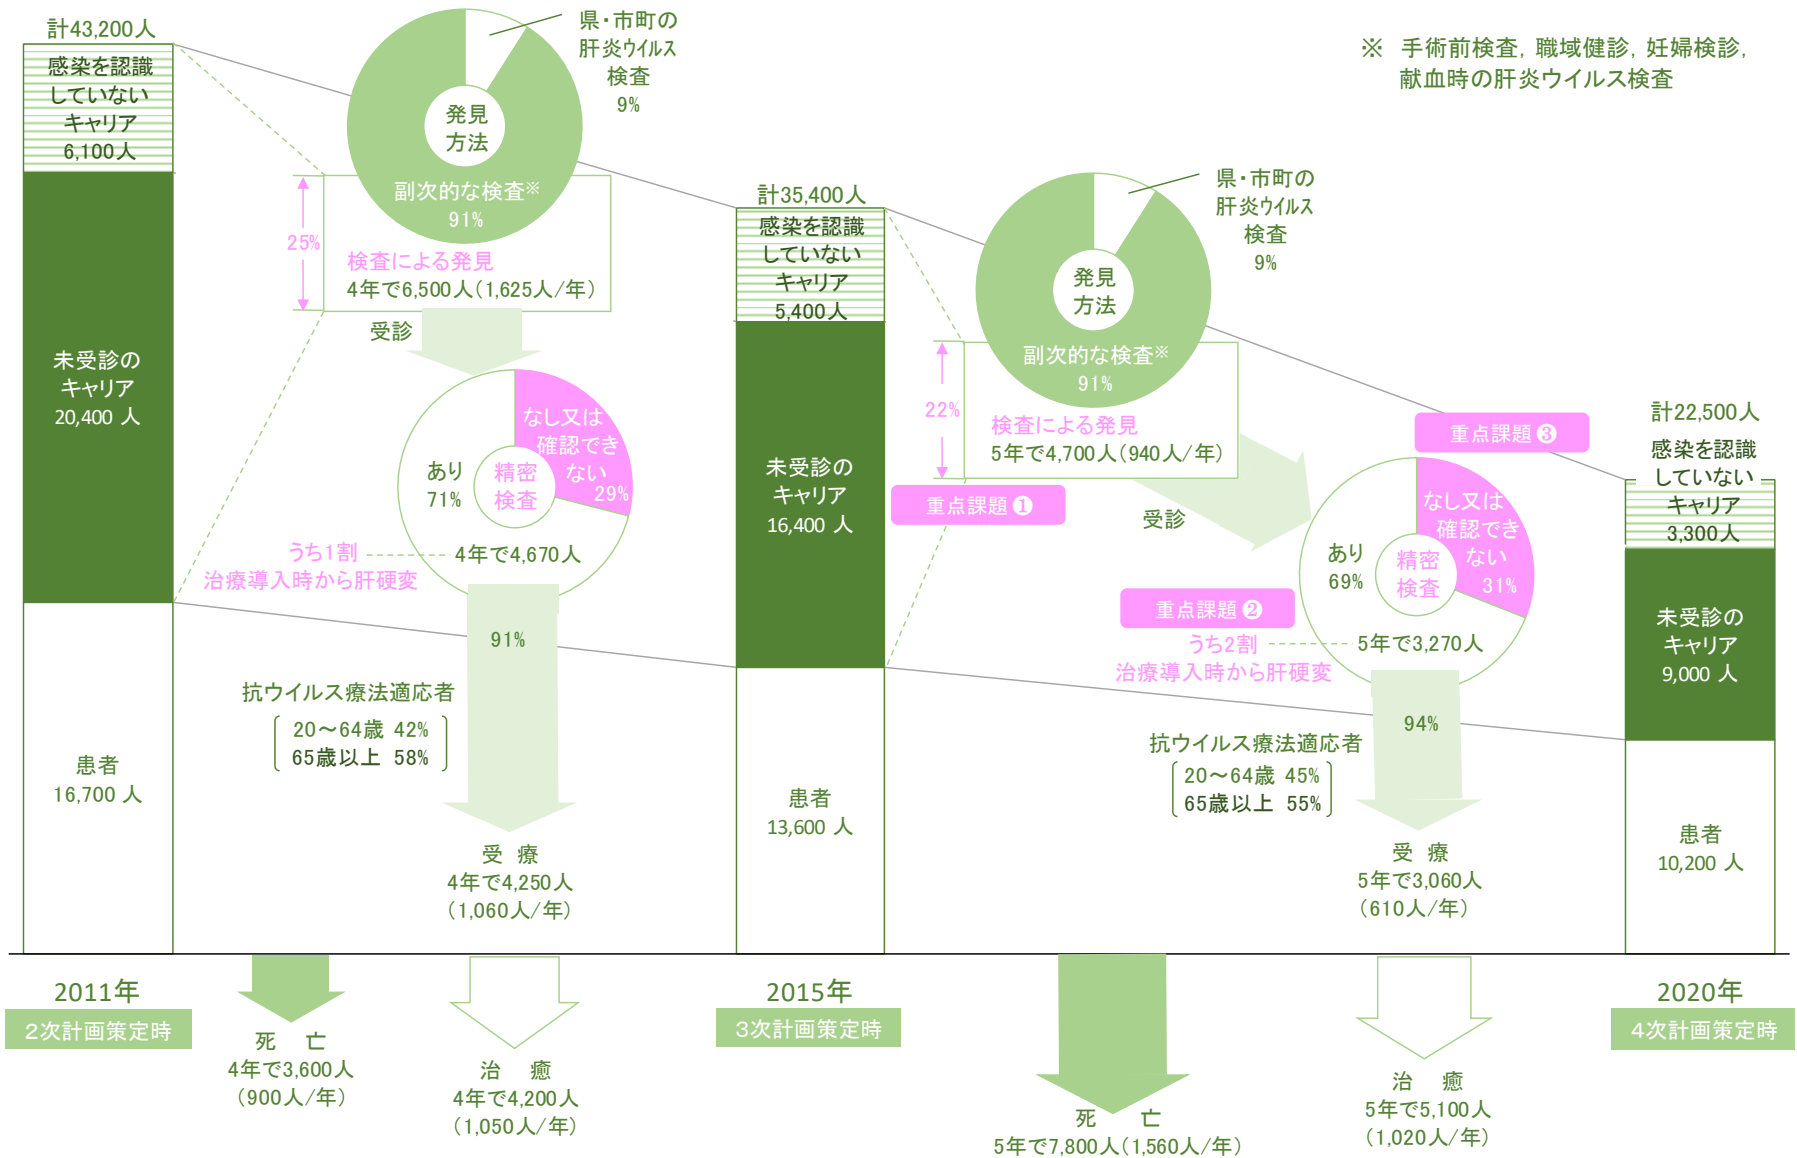 計43,200人
感染を認識
していない
キャリア
6,100人
未受診の
キャリア
20,400 人
患者
16,700 人
2011年
2次計画策定時
県・市町の
肝炎ウイルス
検査
9%
発見
方法
副次的な検査※
91%
25%
検査による発見
4年で6,500人(1,625人/年)
受診
なし又は
確認でき
ない
29%
あり
71%
精密
検査
4年で4,670人
うち1割
治療導入時から肝硬変
91%
抗ウイルス療法適応者
20~64歳 42%
65歳以上 58%
受 療
4年で4,250人
(1,060人/年)
死 亡
4年で3,600人
(900人/年)
治 癒
4年で4,200人
(1,050人/年)
計35,400人
感染を認識
していない
キャリア
5,400人
未受診の
キャリア
16,400 人
患者
13,600 人
2015年
3次計画策定時
※ 手術前検査, 職域健診, 妊婦検診,
献血時の肝炎ウイルス検査
県・市町の
肝炎ウイルス
検査
9%
発見
方法
副次的な検査※
91%
22%
検査による発見
5年で4,700人(940人/年)
重点課題❶
受診
重点課題❸
なし又は
確認でき
ない
31%
あり
69%
精密
検査
5年で3,270人
重点課題❷
うち2割
治療導入時から肝硬変
94%
抗ウイルス療法適応者
20~64歳 45%
65歳以上 55%
受 療
5年で3,060人
(610人/年)
死 亡
5年で7,800人(1,560人/年)
治 癒
5年で5,100人
(1,020人/年)
計22,500人
感染を認識
していない
キャリア
3,300人
未受診の
キャリア
9,000 人
患者
10,200 人
2020年
4次計画策定時